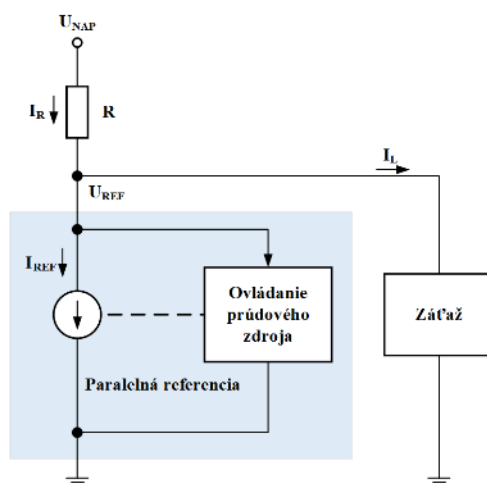 U_NAP
I_R
R
I_L
U_REF
I_REF
Ovládanie
prúdového
zdroja
Záťaž
Paralelná referencia